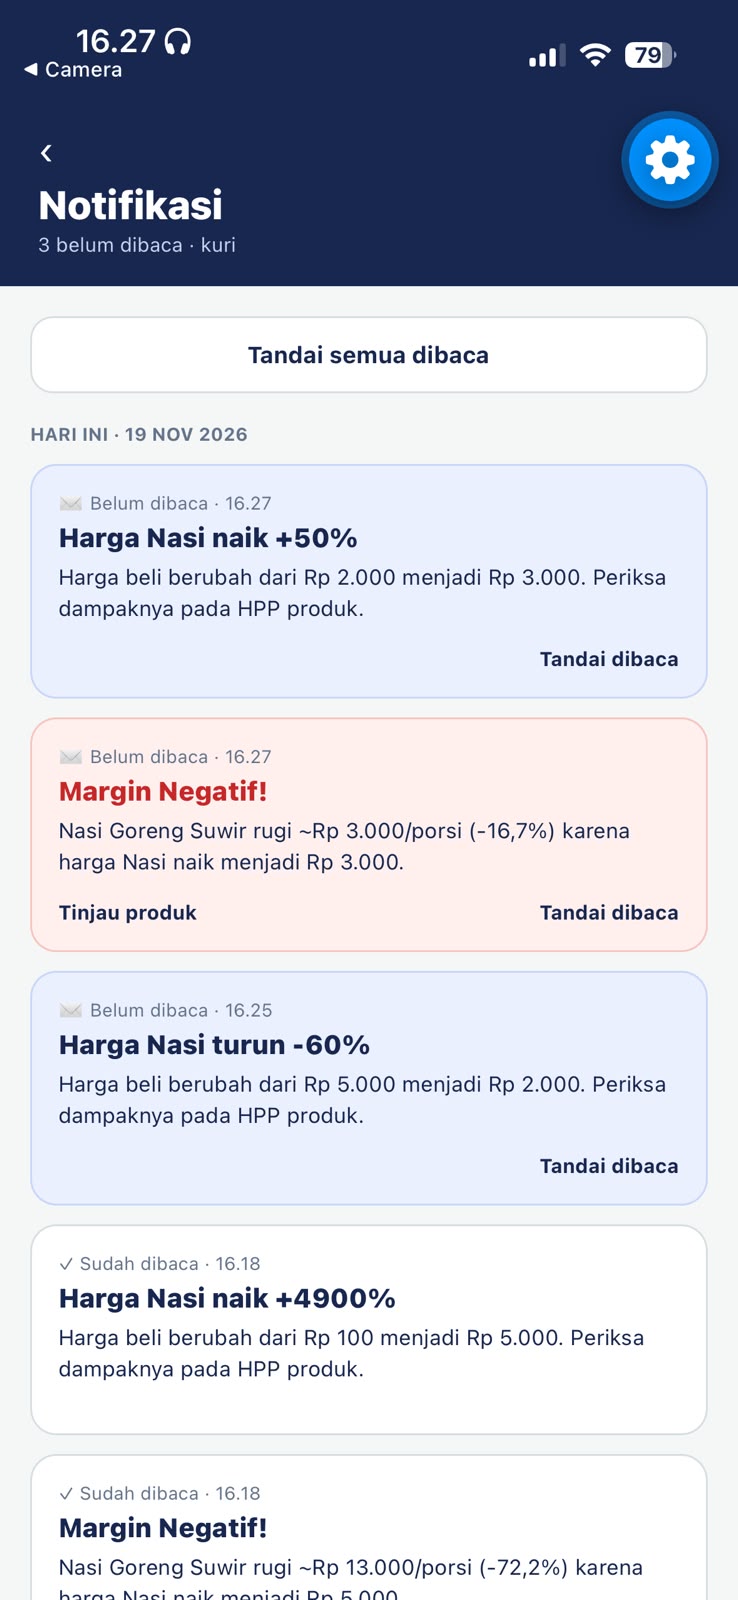 16.27
◀ Camera
79
Notifikasi
3 belum dibaca · kuri
Tandai semua dibaca
HARI INI · 19 NOV 2026
Belum dibaca · 16.27
Harga Nasi naik +50%
Harga beli berubah dari Rp 2.000 menjadi Rp 3.000. Periksa
dampaknya pada HPP produk.
Tandai dibaca
Belum dibaca · 16.27
Margin Negatif!
Nasi Goreng Suwir rugi ~Rp 3.000/porsi (-16,7%) karena
harga Nasi naik menjadi Rp 3.000.
Tinjau produk
Tandai dibaca
Belum dibaca · 16.25
Harga Nasi turun -60%
Harga beli berubah dari Rp 5.000 menjadi Rp 2.000. Periksa
dampaknya pada HPP produk.
Tandai dibaca
✓ Sudah dibaca · 16.18
Harga Nasi naik +4900%
Harga beli berubah dari Rp 100 menjadi Rp 5.000. Periksa
dampaknya pada HPP produk.
✓ Sudah dibaca · 16.18
Margin Negatif!
Nasi Goreng Suwir rugi ~Rp 13.000/porsi (-72,2%) karena
harga Nasi naik menjadi Rp 5.000.